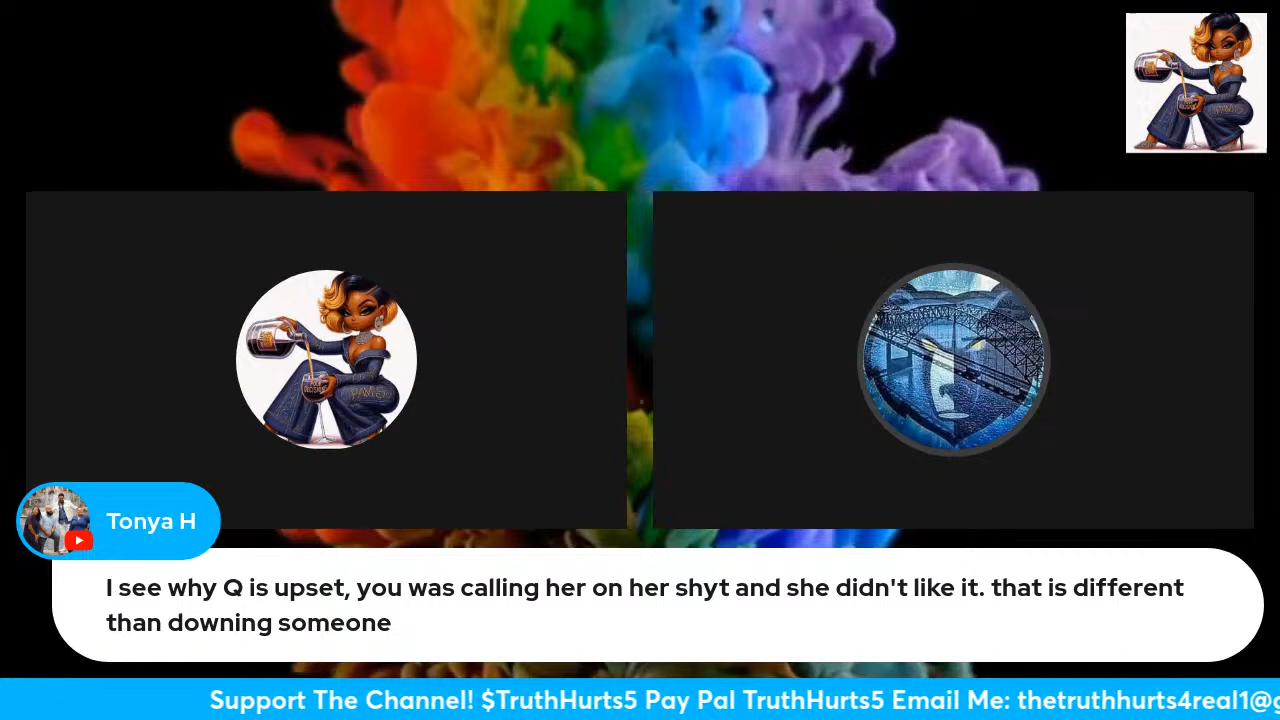 Tonya H
I see why Q is upset, you was calling her on her shyt and she didn't like it. that is different
than downing someone
Support The Channel! $TruthHurts5 Pay Pal TruthHurts5 Email Me: thetruthhurts4real1@g